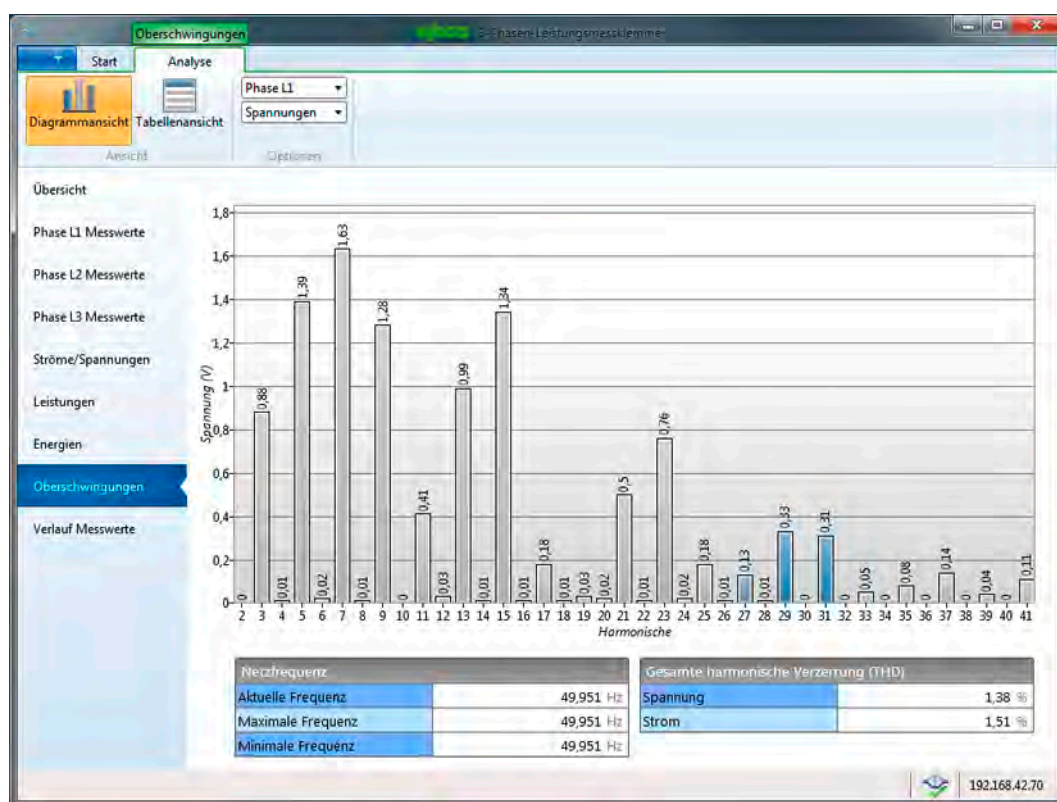 Oberschwingungen
3-Phasen-Leistungsmessklemme
Start Analyse
Phase L1
Spannungen
Diagrammansicht Tabellenansicht
Ansicht Optionen
Übersicht
Phase L1 Messwerte
Phase L2 Messwerte
Phase L3 Messwerte
Ströme/Spannungen
Leistungen
Energien
Oberschwingungen
Verlauf Messwerte
Spannung (V)
1,8
1,6
1,4
1,2
1
0,8
0,6
0,4
0,2
0
0 0,88 0,01 1,39 0,02 1,63 0,01 1,28 0 0,41 0,03 0,99 0,01 1,34 0,01 0,18 0,01 0,03 0,02 0,5 0,01 0,76 0,02 0,18 0,01 0,13 0,01 0,33 0 0,31 0 0,05 0 0,08 0 0,14 0 0,04 0 0,11
2 3 4 5 6 7 8 9 10 11 12 13 14 15 16 17 18 19 20 21 22 23 24 25 26 27 28 29 30 31 32 33 34 35 36 37 38 39 40 41
Harmonische
Netzfrequenz
Aktuelle Frequenz 49,951 Hz
Maximale Frequenz 49,951 Hz
Minimale Frequenz 49,951 Hz
Gesamte harmonische Verzerrung (THD)
Spannung 1,38 %
Strom 1,51 %
192.168.42.70